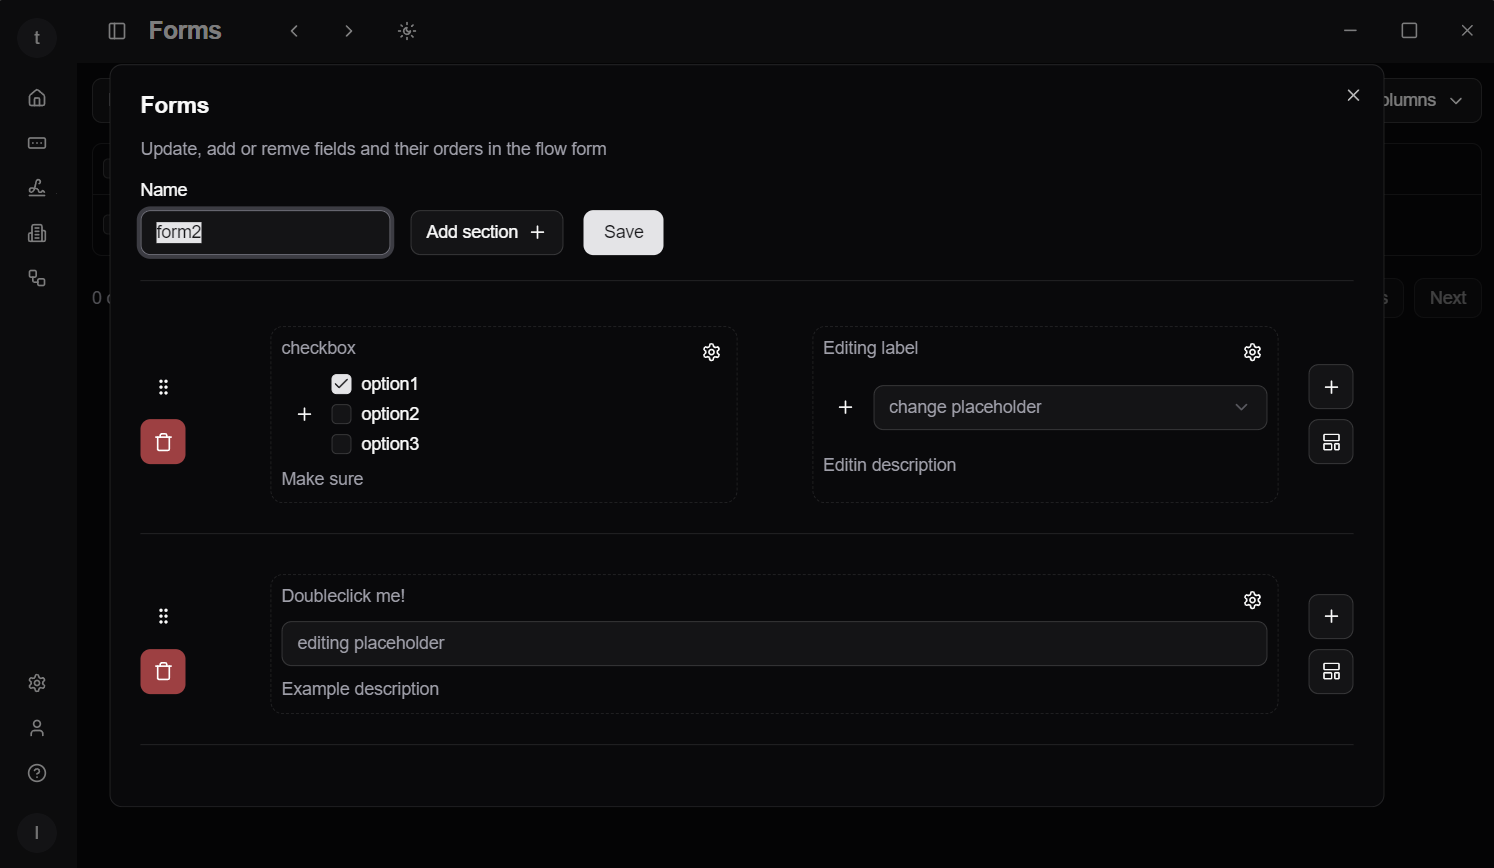 t
Forms
olumns
Forms
Update, add or remve fields and their orders in the flow form
Name
form2
Add section
Save
0
Next
checkbox
option1
option2
option3
Make sure
Editing label
change placeholder
Editin description
Doubleclick me!
editing placeholder
Example description